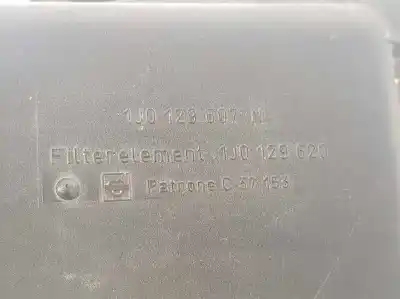 1J0 129 607
Filterelement 1J0 129 620
Patrone C 37 153